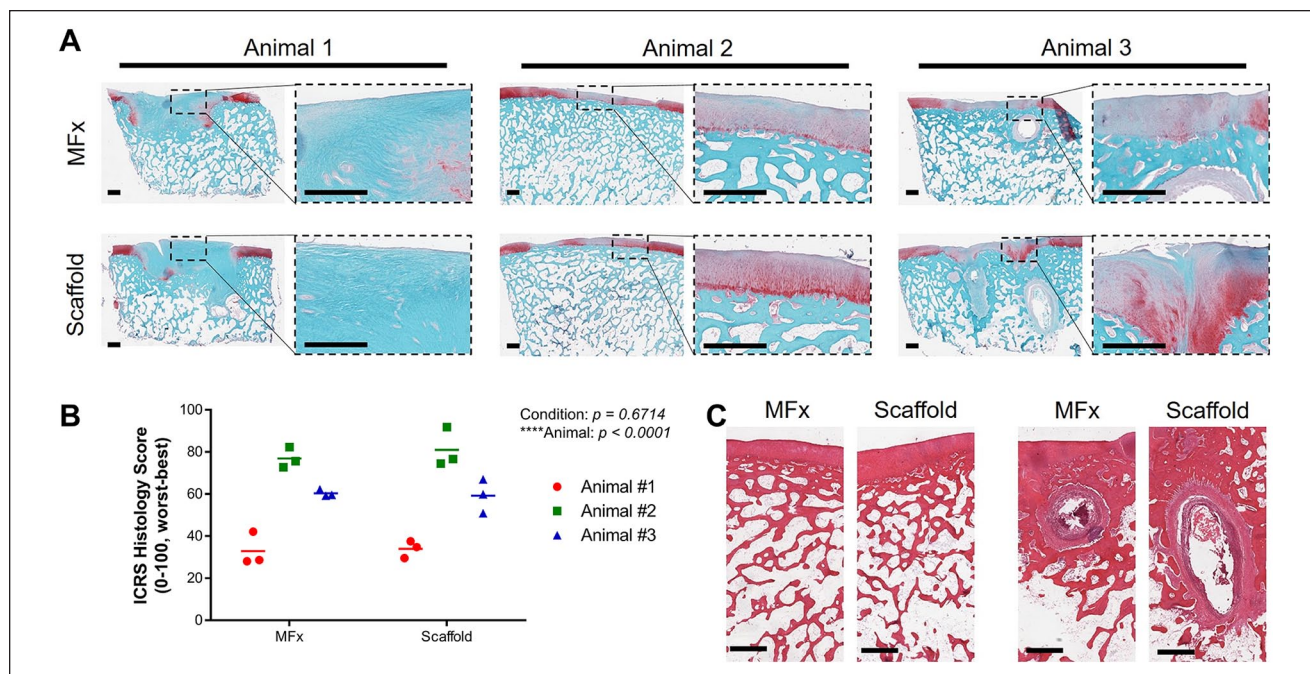 A
Animal 1
Animal 2
Animal 3
MFx
Scaffold
B
ICRS Histology Score
(0-100, worst-best)
100
80
60
40
20
0
MFx
Scaffold
Condition: p = 0.6714
****Animal: p < 0.0001
Animal #1
Animal #2
Animal #3
C
MFx
Scaffold
MFx
Scaffold